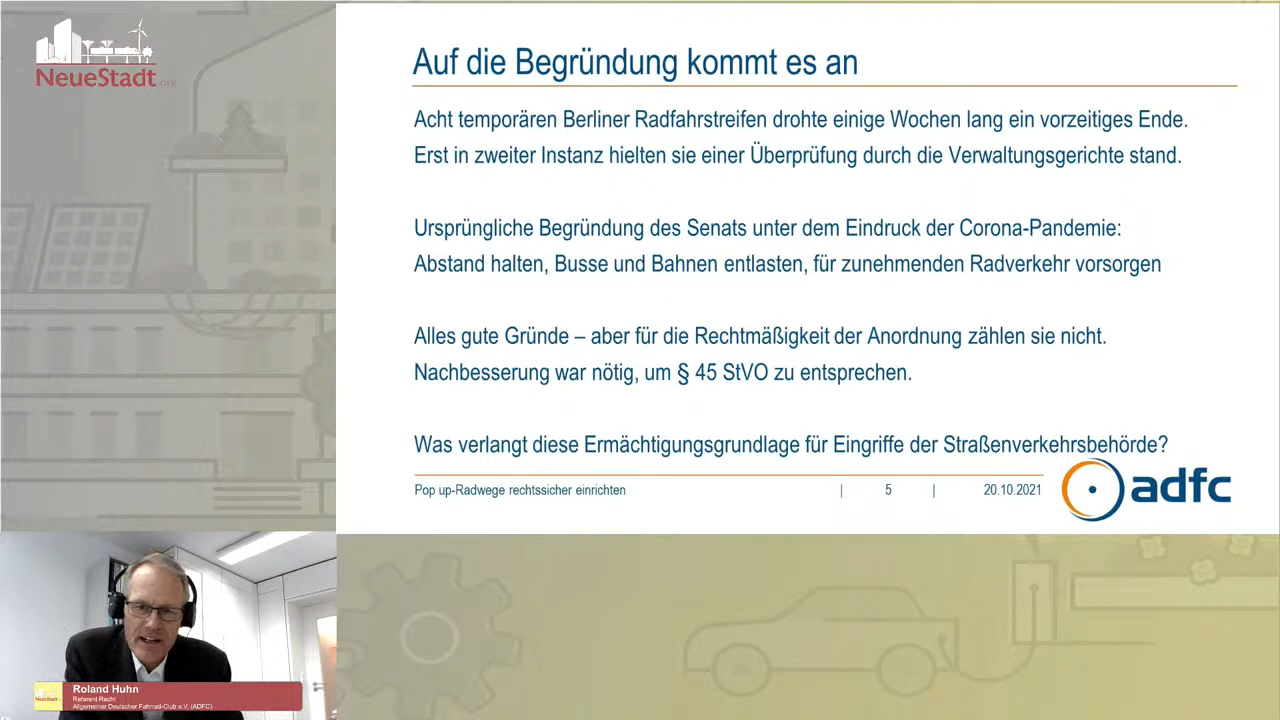 NeueStadt.ORG
Auf die Begründung kommt es an
Acht temporären Berliner Radfahrstreifen drohte einige Wochen lang ein vorzeitiges Ende.
Erst in zweiter Instanz hielten sie einer Überprüfung durch die Verwaltungsgerichte stand.
Ursprüngliche Begründung des Senats unter dem Eindruck der Corona-Pandemie:
Abstand halten, Busse und Bahnen entlasten, für zunehmenden Radverkehr vorsorgen
Alles gute Gründe – aber für die Rechtmäßigkeit der Anordnung zählen sie nicht.
Nachbesserung war nötig, um § 45 StVO zu entsprechen.
Was verlangt diese Ermächtigungsgrundlage für Eingriffe der Straßenverkehrsbehörde?
Pop up-Radwege rechtssicher einrichten | 5 | 20.10.2021
adfc
Roland Huhn
NeueStadt
Referent Recht
Allgemeiner Deutscher Fahrrad-Club e.V. (ADFC)